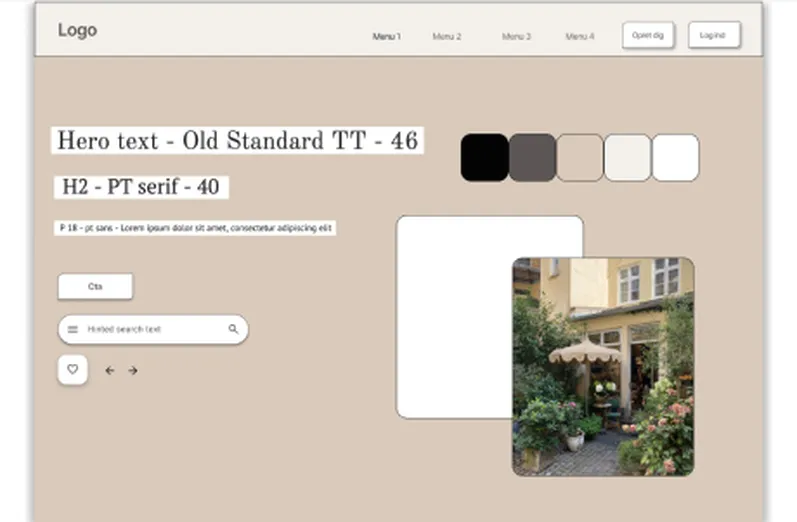 Logo
Menu 1
Menu 2
Menu 3
Menu 4
Opret dig
Log ind
Hero text - Old Standard TT - 46
H2 - PT serif - 40
P 18 - pt sans - Lorem ipsum dolor sit amet, consectetur adipiscing elit
Cta
Hinted search text